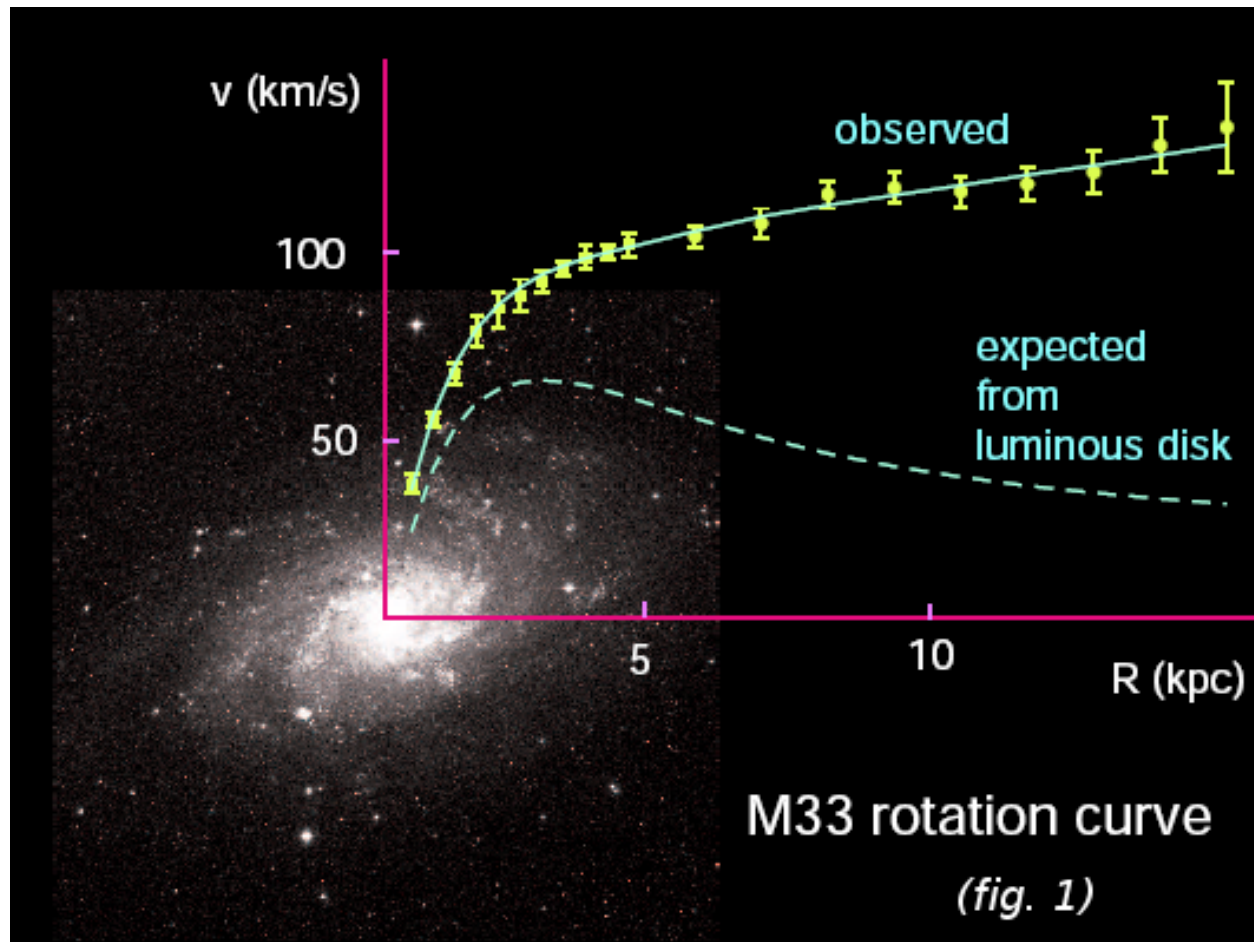 v (km/s)
observed
100
expected
from
luminous disk
50
5
10
R (kpc)
M33 rotation curve
(fig. 1)